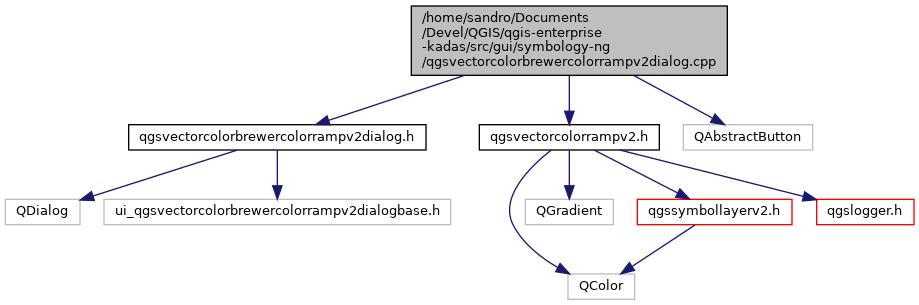 /home/sandro/Documents
/Devel/QGIS/qgis-enterprise
-kadas/src/gui/symbology-ng
/qgsvectorcolorbrewercolorrampv2dialog.cpp
qgsvectorcolorbrewercolorrampv2dialog.h
qgsvectorcolorrampv2.h
QAbstractButton
QDialog
ui_qgsvectorcolorbrewercolorrampv2dialogbase.h
QGradient
qgssymbollayerv2.h
qgslogger.h
QColor